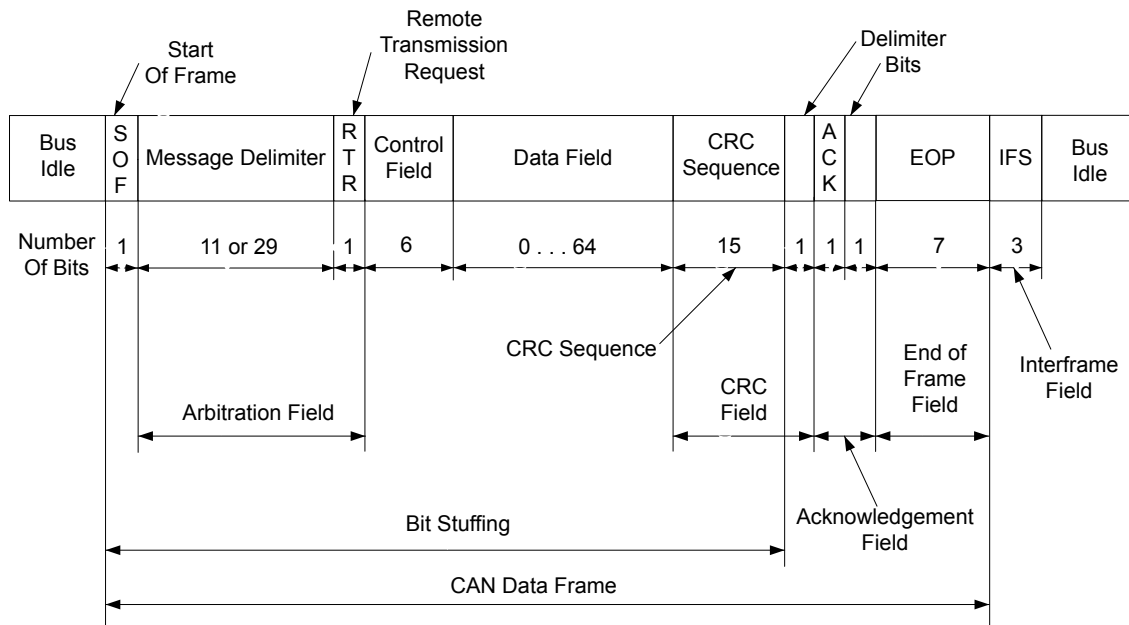 Start
Of Frame
Remote
Transmission
Request
Delimiter
Bits
Bus
Idle
S
O
F
Message Delimiter
R
T
R
Control
Field
Data Field
CRC
Sequence
A
C
K
EOP
IFS
Bus
Idle
Number
Of Bits
1
11 or 29
1
6
0 . . . 64
15
1
1
1
7
3
CRC Sequence
Arbitration Field
CRC
Field
End of
Frame
Field
Interframe
Field
Bit Stuffing
Acknowledgement
Field
CAN Data Frame